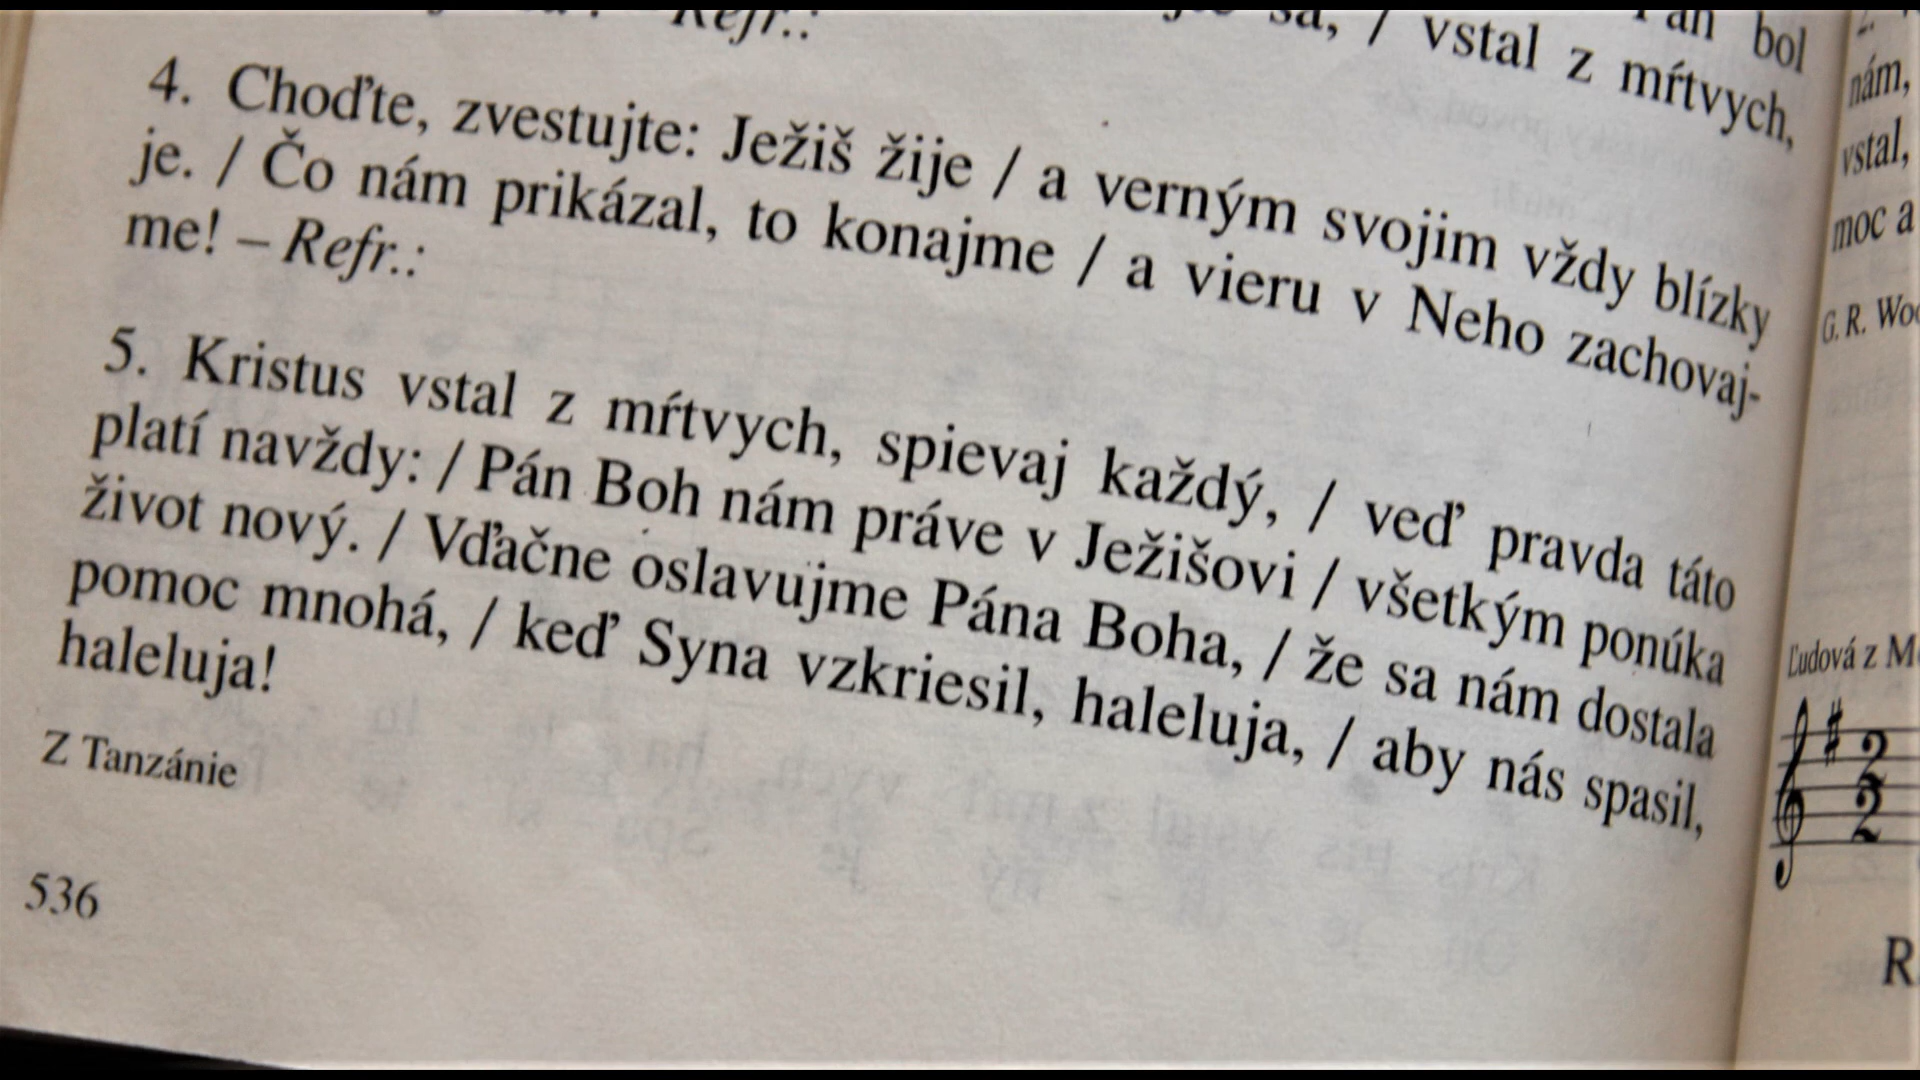 Refr.:
sa, / vstal z mŕtvych,
bol
4. Choďte, zvestujte: Ježiš žije / a verným svojim vždy blízky
je. / Čo nám prikázal, to konajme / a vieru v Neho zachovaj-
me! – Refr.:
5. Kristus vstal z mŕtvych, spievaj každý, / veď pravda táto
platí navždy: / Pán Boh nám práve v Ježišovi / všetkým ponúka
život nový. / Vďačne oslavujme Pána Boha, / že sa nám dostala
pomoc mnohá, / keď Syna vzkriesil, haleluja, / aby nás spasil,
haleluja!
Z Tanzánie
536
nám,
vstal,
moc a
G. R.
Ľudová z